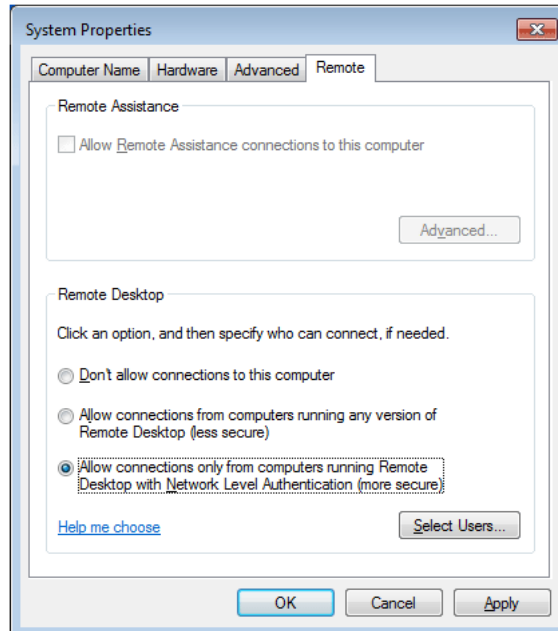 System Properties
Computer Name Hardware Advanced Remote
Remote Assistance
Allow Remote Assistance connections to this computer
Advanced...
Remote Desktop
Click an option, and then specify who can connect, if needed.
Don't allow connections to this computer
Allow connections from computers running any version of
Remote Desktop (less secure)
Allow connections only from computers running Remote
Desktop with Network Level Authentication (more secure)
Help me choose Select Users...
OK Cancel Apply